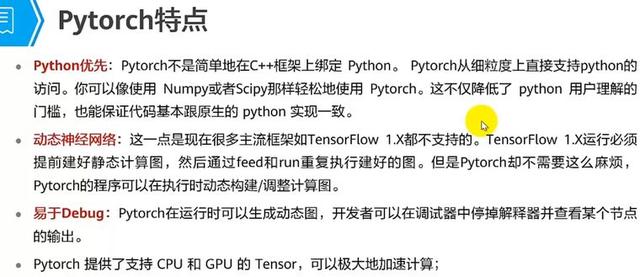 Pytorch特点
Python优先：Pytorch不是简单地在C++框架上绑定 Python。 Pytorch从细粒度上直接支持python的
访问。你可以像使用 Numpy或者Scipy那样轻松地使用 Pytorch。这不仅降低了 python 用户理解的
门槛，也能保证代码基本跟原生的 python 实现一致。
动态神经网络：这一点是现在很多主流框架如TensorFlow 1.X都不支持的。TensorFlow 1.X运行必须
提前建好静态计算图，然后通过feed和run重复执行建好的图。但是Pytorch却不需要这么麻烦，
Pytorch的程序可以在执行时动态构建/调整计算图。
易于Debug：Pytorch在运行时可以生成动态图，开发者可以在调试器中停掉解释器并查看某个节点
的输出。
Pytorch 提供了支持 CPU 和 GPU 的 Tensor，可以极大地加速计算；